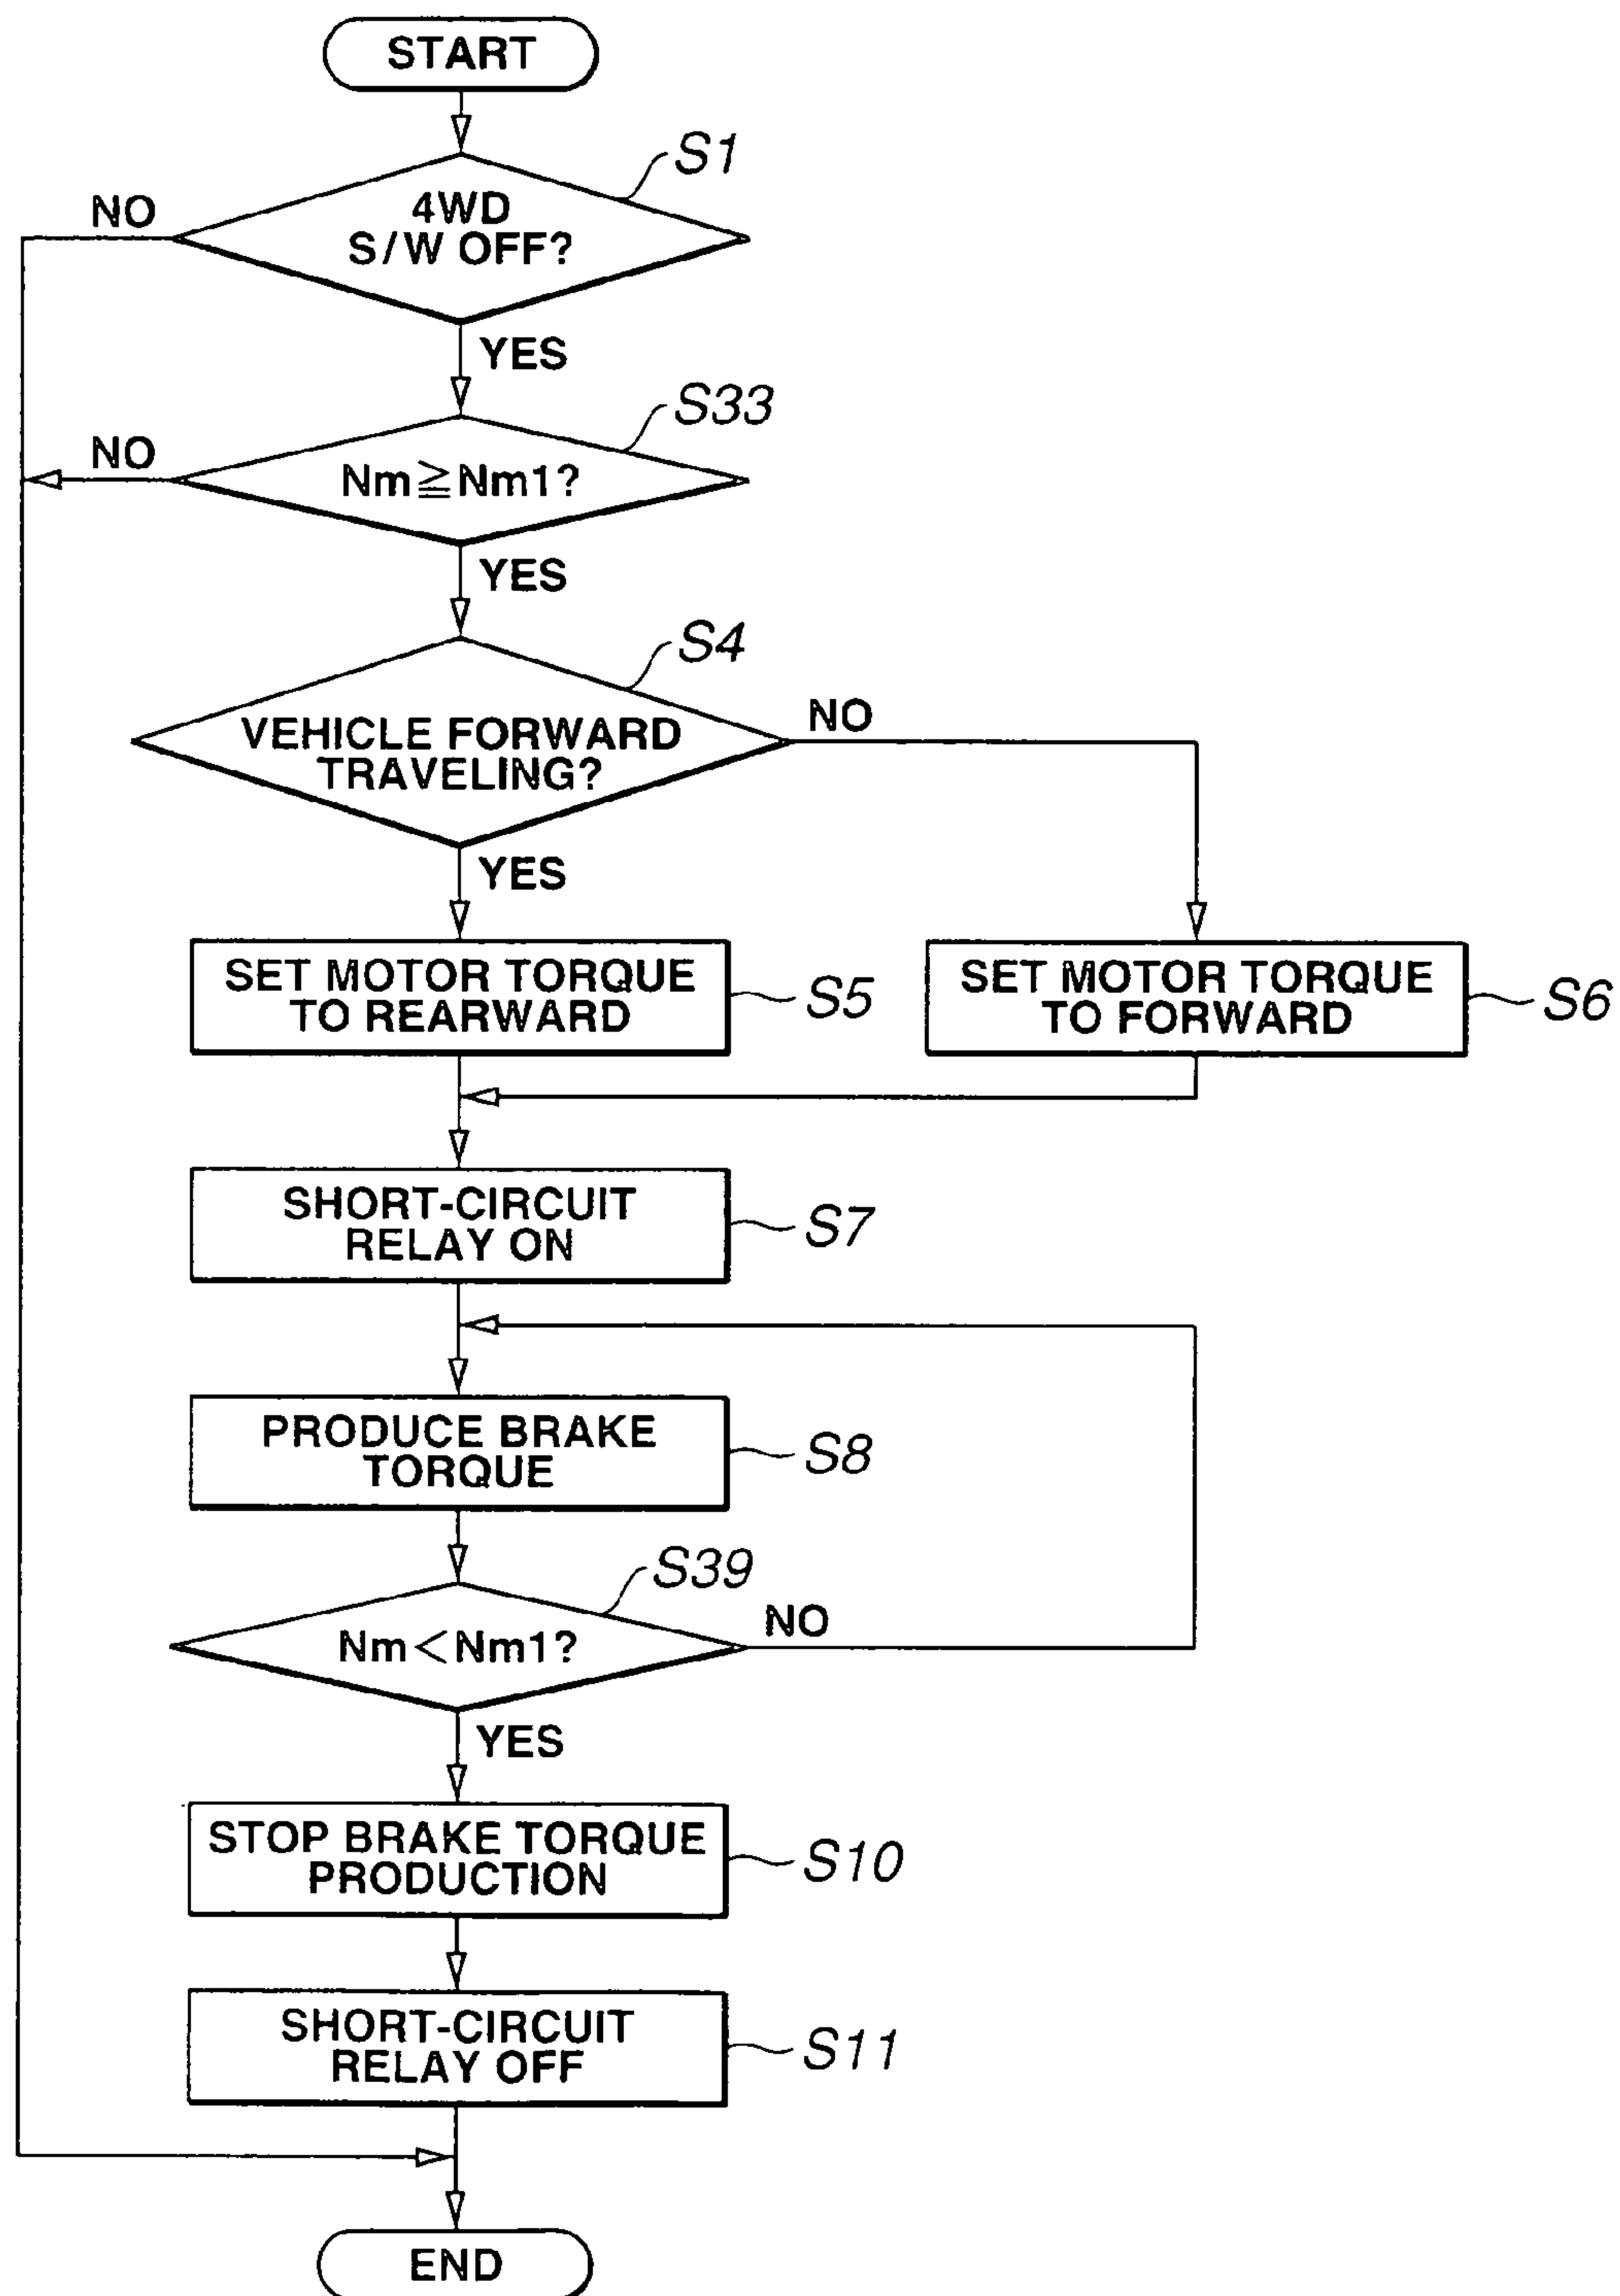 START
S1
NO
4WD
S/W OFF?
YES
S33
NO
Nm≧Nm1?
YES
S4
NO
VEHICLE FORWARD
TRAVELING?
YES
SET MOTOR TORQUE
TO REARWARD
S5
SET MOTOR TORQUE
TO FORWARD
S6
SHORT-CIRCUIT
RELAY ON
S7
PRODUCE BRAKE
TORQUE
S8
S39
NO
Nm<Nm1?
YES
STOP BRAKE TORQUE
PRODUCTION
S10
SHORT-CIRCUIT
RELAY OFF
S11
END